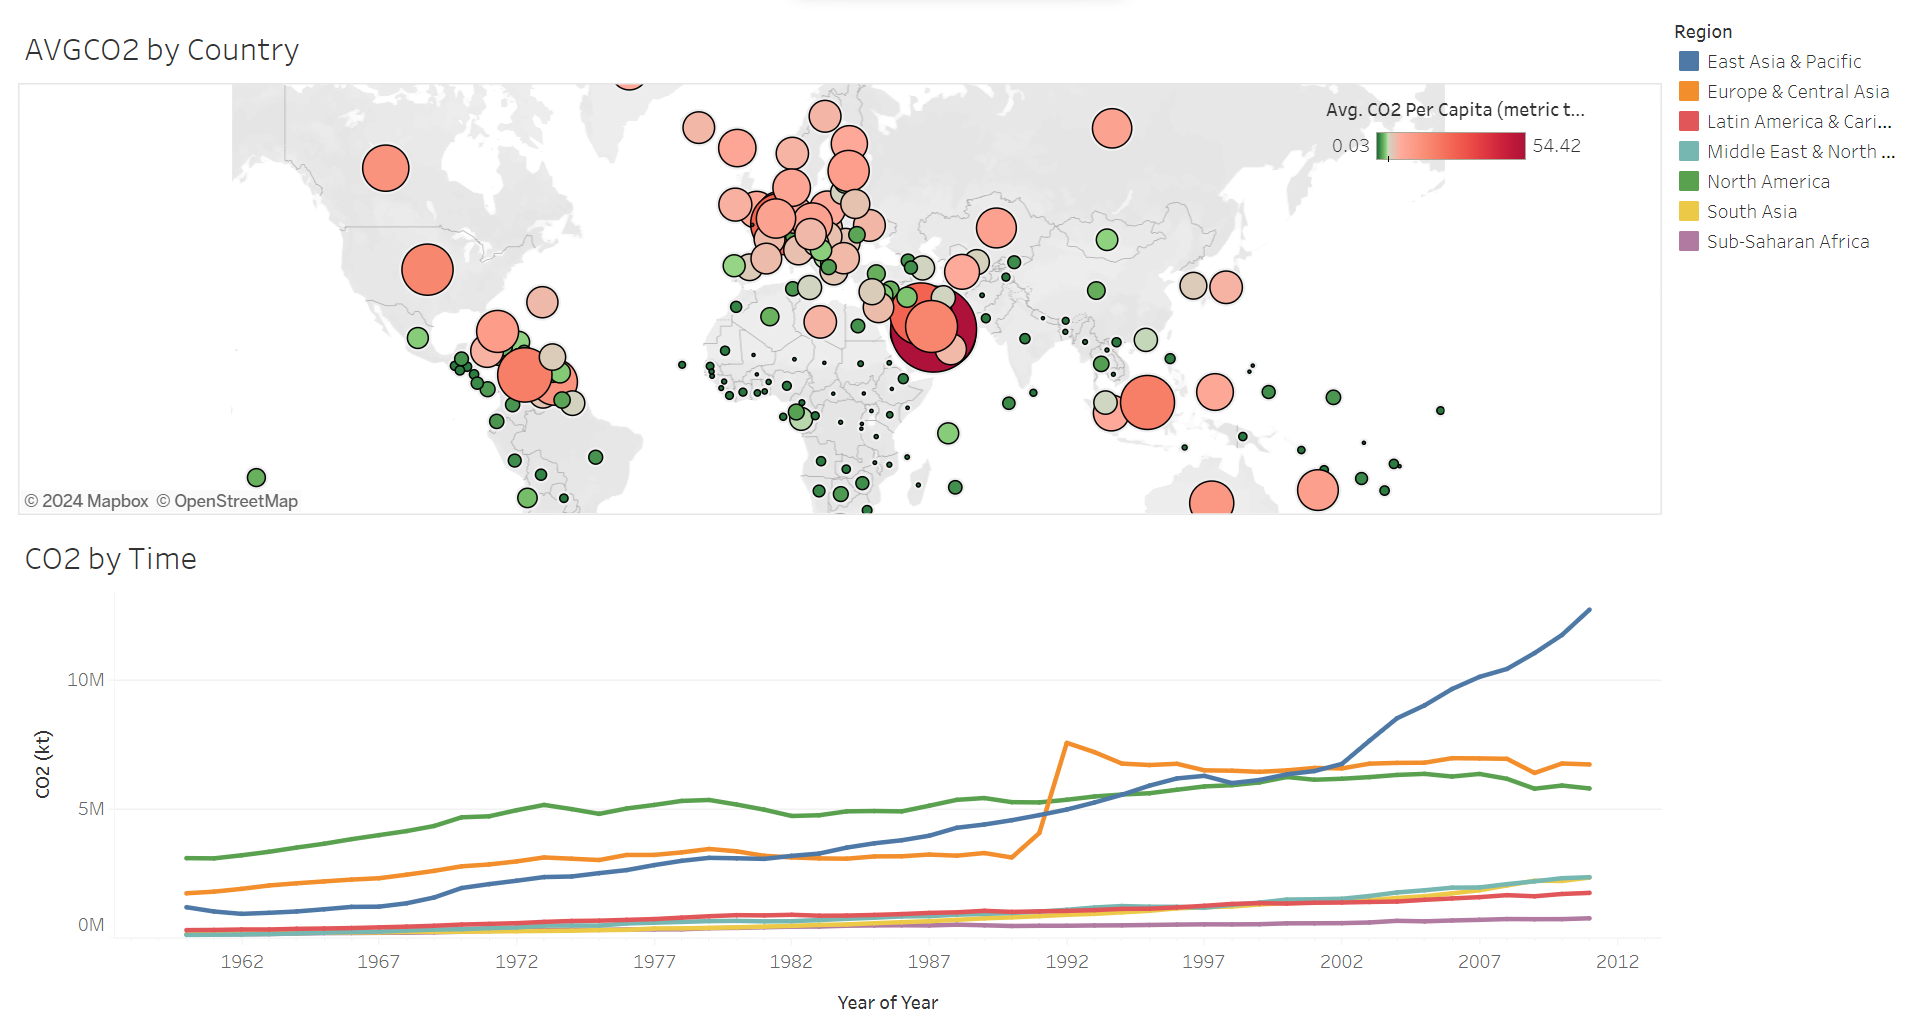 AVGCO2 by Country
Avg. CO2 Per Capita (metric t...
0.03
54.42
© 2024 Mapbox © OpenStreetMap
Region
East Asia & Pacific
Europe & Central Asia
Latin America & Cari...
Middle East & North ...
North America
South Asia
Sub-Saharan Africa
CO2 by Time
CO2 (kt)
10M
5M
0M
1962 1967 1972 1977 1982 1987 1992 1997 2002 2007 2012
Year of Year